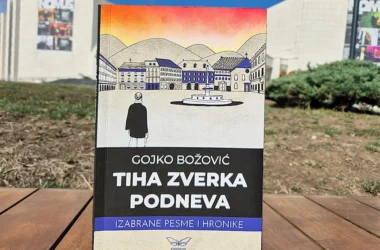 GOJKO BOŽOVIĆ
TIHA ZVERKA
PODNEVA
IZABRANE PESME I HRONIKE